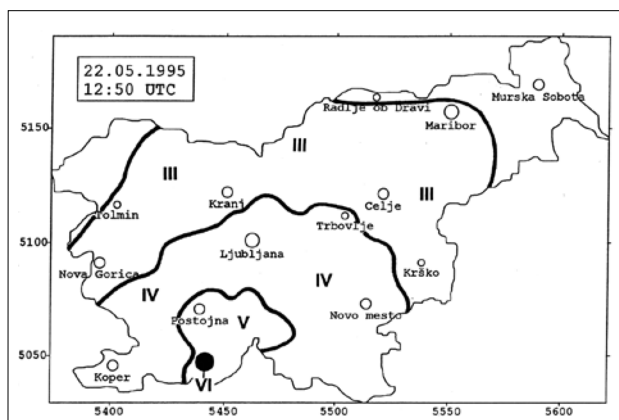 22.05.1995
12:50 UTC
Murska Sobota
Radlje ob Dravi
Maribor
5150
III
III
III
Kranj
Celje
Tolmin
Trbovlje
5100
Ljubljana
Nova Gorica
Krško
IV
IV
Postojna
V
Novo mesto
5050
Koper
VI
5400
5450
5500
5550
5600